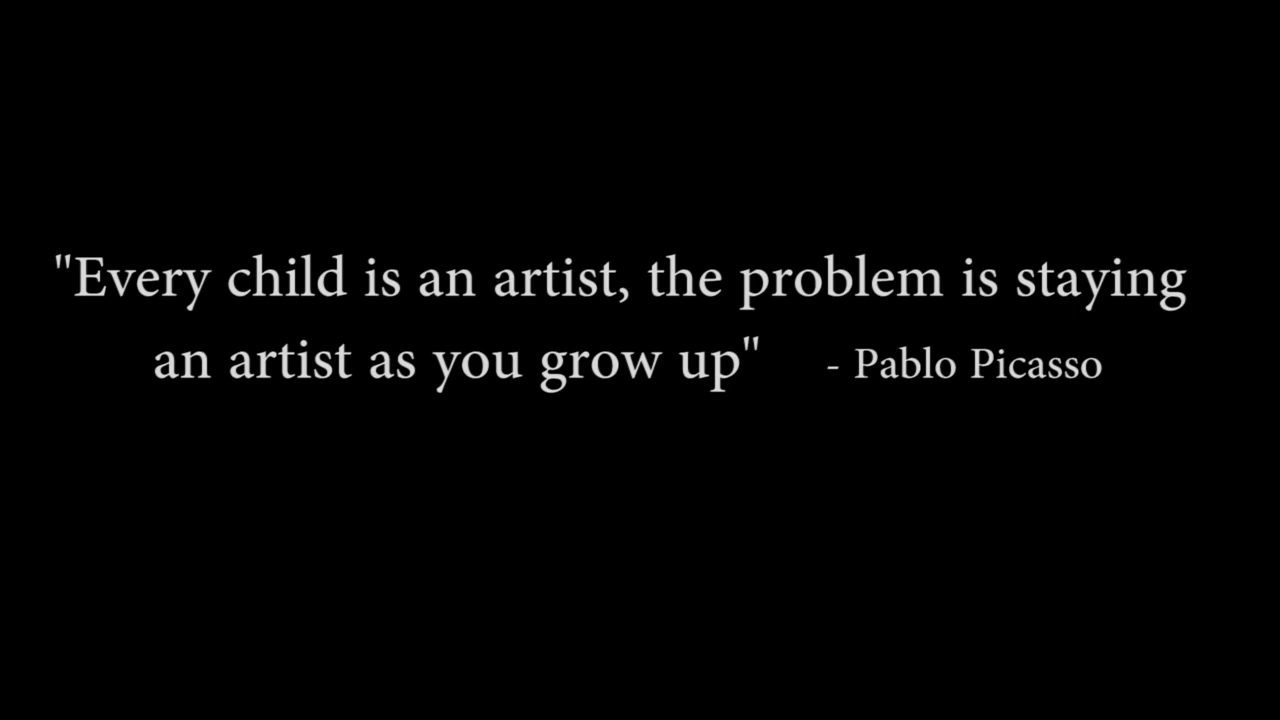 "Every child is an artist, the problem is staying
an artist as you grow up" - Pablo Picasso